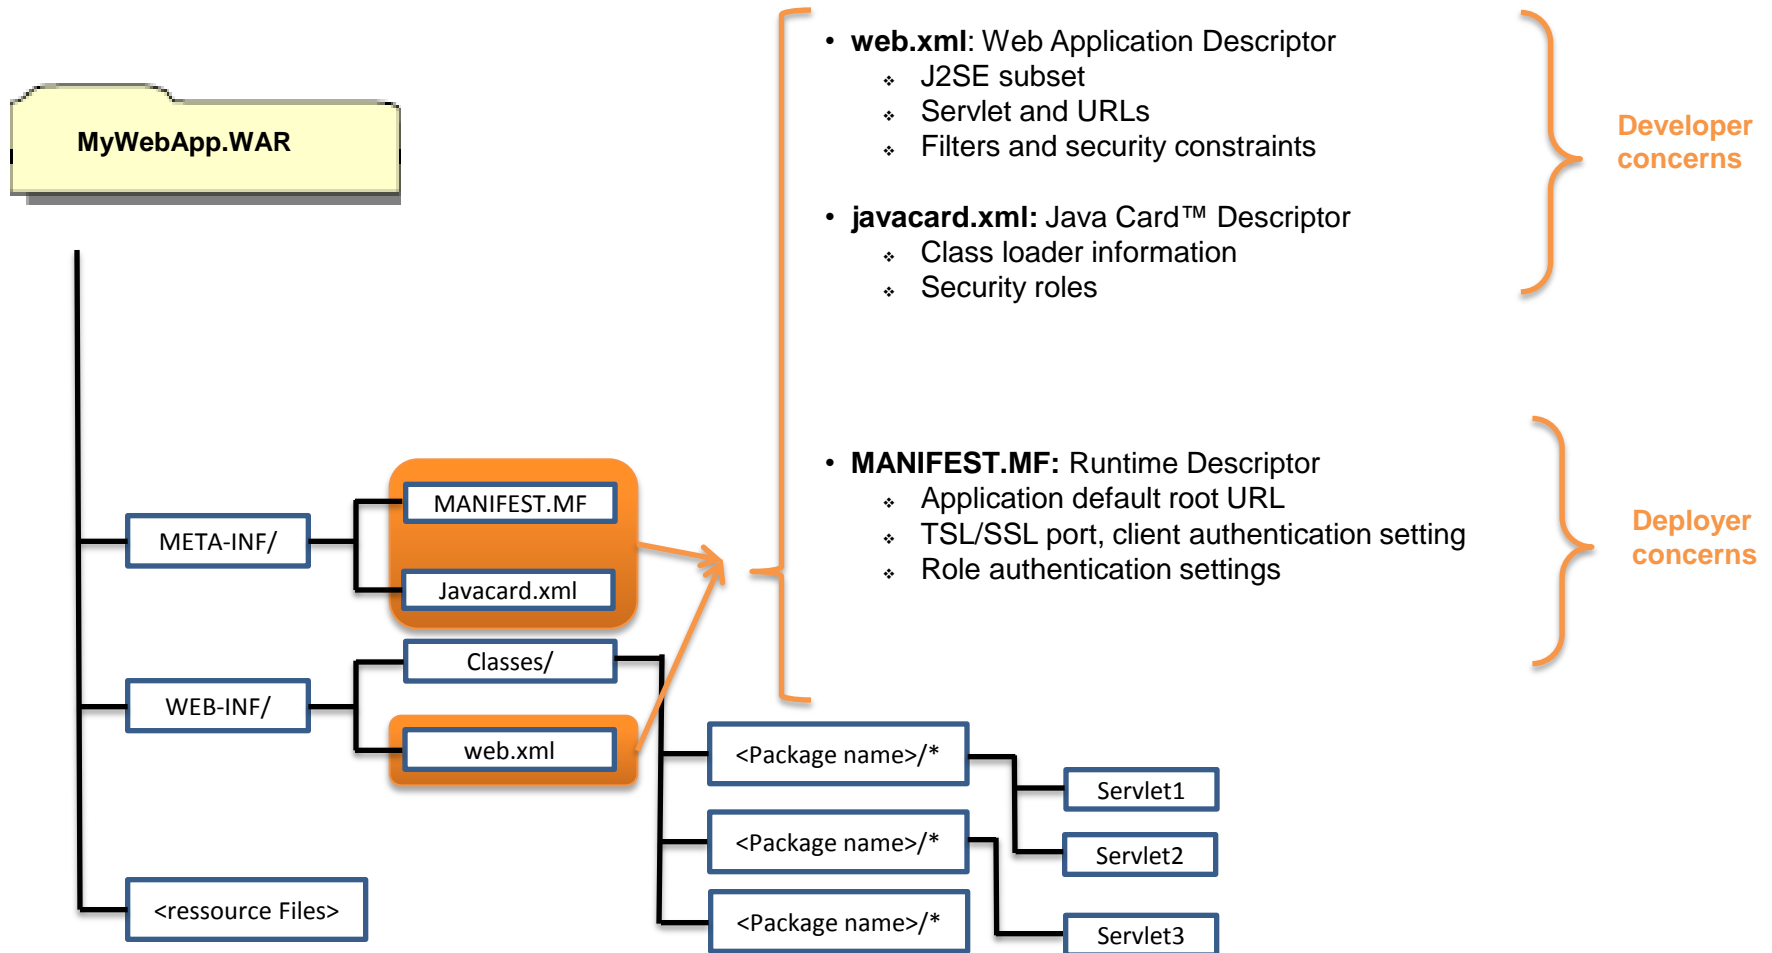 MyWebApp.WAR
• web.xml: Web Application Descriptor
❖ J2SE subset
❖ Servlet and URLs
❖ Filters and security constraints
• javacard.xml: Java Card™ Descriptor
❖ Class loader information
❖ Security roles
Developer
concerns
• MANIFEST.MF: Runtime Descriptor
❖ Application default root URL
❖ TSL/SSL port, client authentication setting
❖ Role authentication settings
Deployer
concerns
META-INF/
MANIFEST.MF
Javacard.xml
WEB-INF/
Classes/
web.xml
<Package name>/*
<Package name>/*
<Package name>/*
Servlet1
Servlet2
Servlet3
<ressource Files>